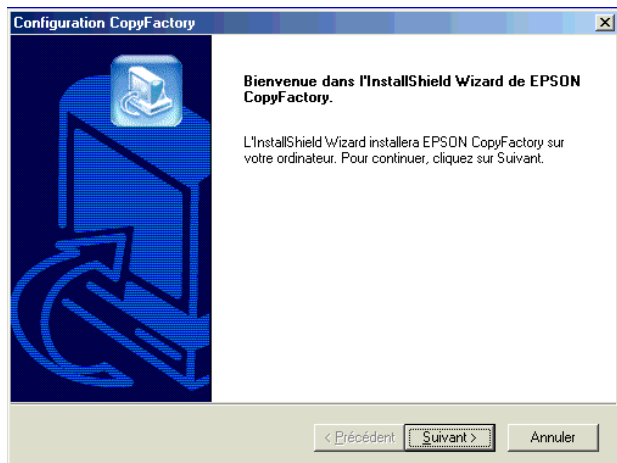 Configuration CopyFactory
Bienvenue dans l'InstallShield Wizard de EPSON
CopyFactory.
L'InstallShield Wizard installera EPSON CopyFactory sur
votre ordinateur. Pour continuer, cliquez sur Suivant.
< Précédent
Suivant >
Annuler